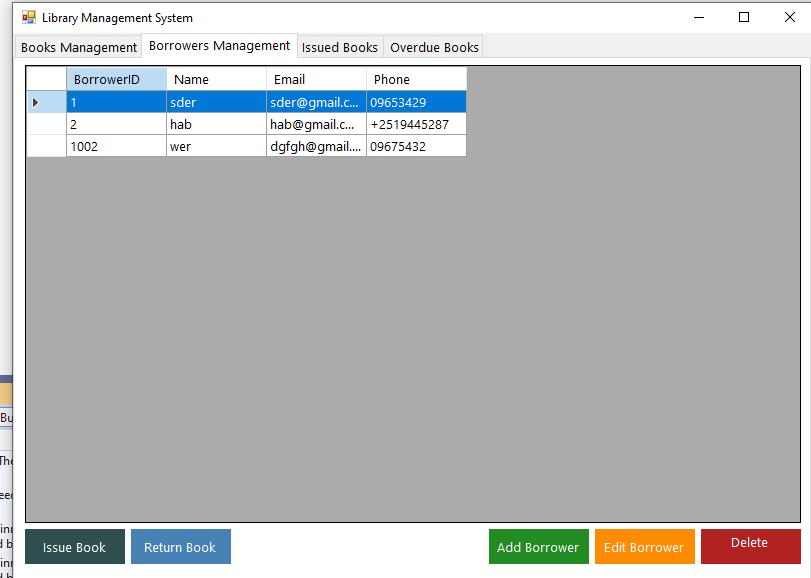 Library Management System
Books Management Borrowers Management Issued Books Overdue Books
BorrowerID Name Email Phone
1 sder sder@gmail.c... 09653429
2 hab hab@gmail.c... +2519445287
1002 wer dgfgh@gmail.... 09675432
Bu
The
Issue Book Return Book Add Borrower Edit Borrower Delete